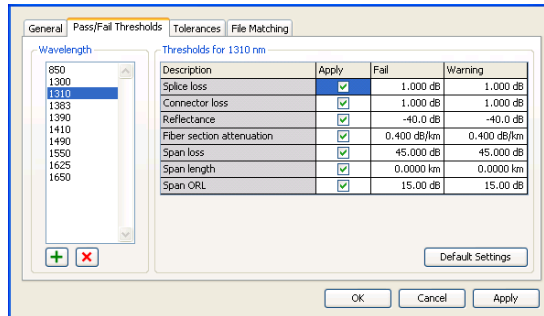 General Pass/Fail Thresholds Tolerances File Matching
Wavelength
850
1300
1310
1383
1390
1410
1490
1550
1625
1650
Thresholds for 1310 nm
Description Apply Fail Warning
Splice loss 1.000 dB 1.000 dB
Connector loss 1.000 dB 1.000 dB
Reflectance -40.0 dB -40.0 dB
Fiber section attenuation 0.400 dB/km 0.400 dB/km
Span loss 45.000 dB 45.000 dB
Span length 0.0000 km 0.0000 km
Span ORL 15.00 dB 15.00 dB
Default Settings
OK Cancel Apply